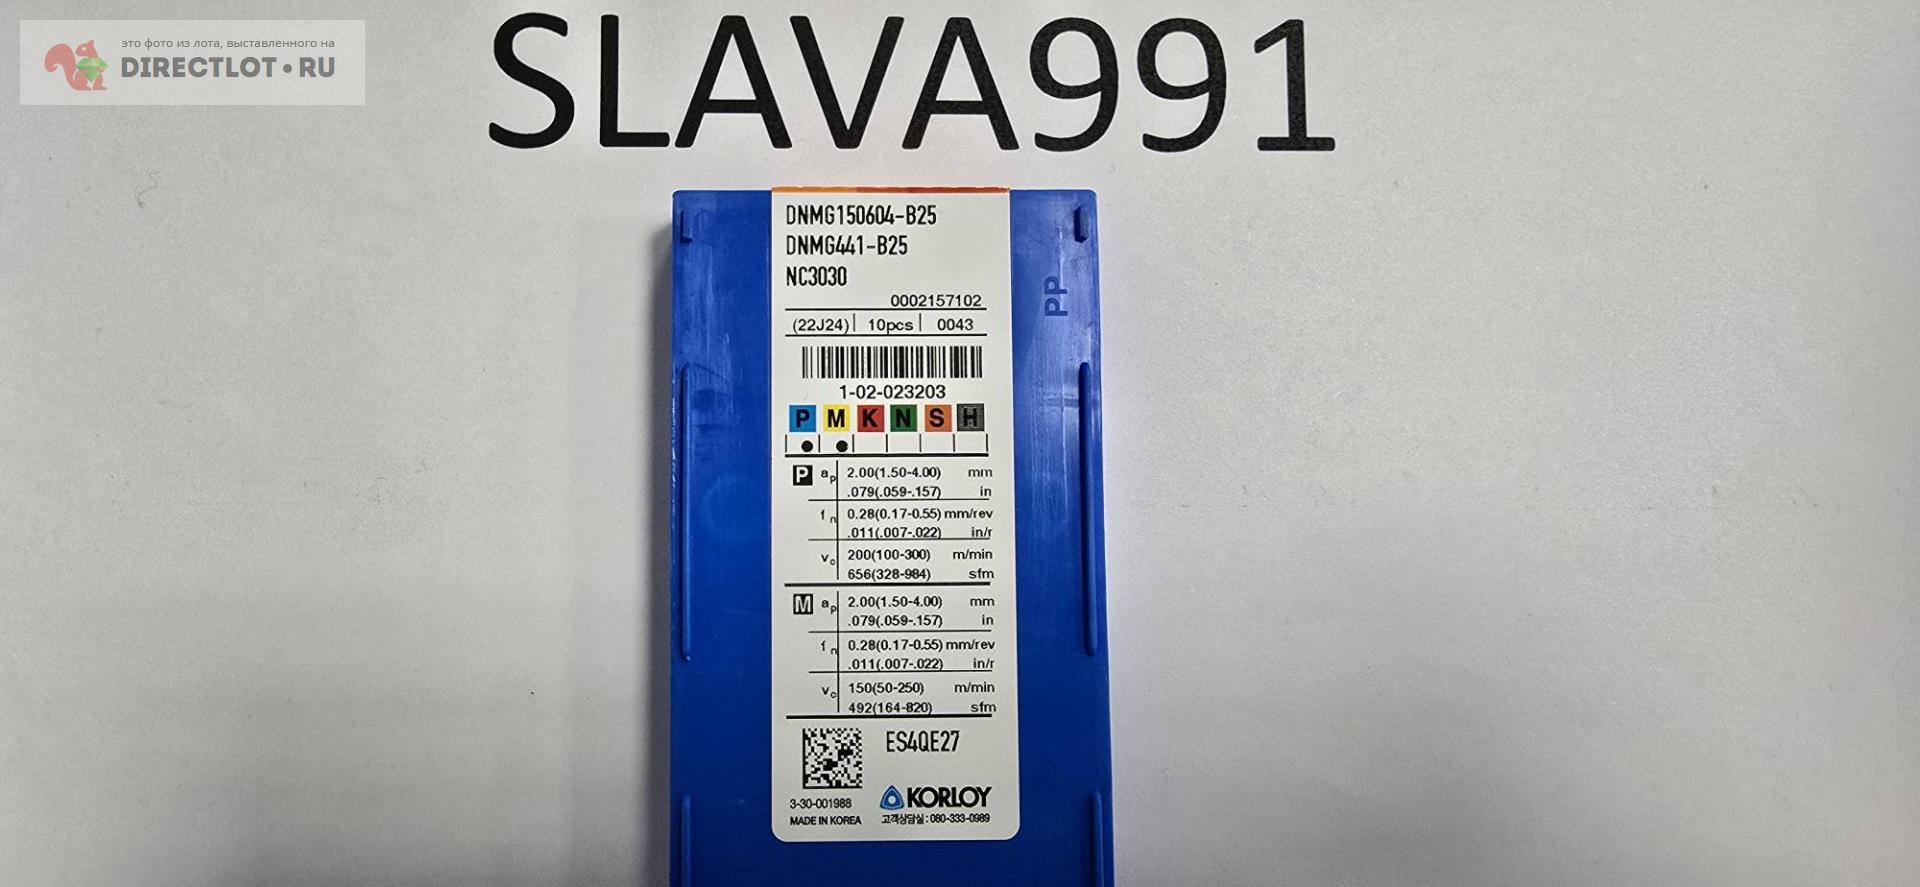 это фото из лота, выставленного на
DIRECTLOT•RU
SLAVA991
DNMG150604-B25
DNMG441-B25
NC3030
0002157102
(22J24) 10pcs 0043
1-02-023203
P M K N S H
P ap 2.00(1.50-4.00) mm
.079(.059-.157) in
fn 0.28(0.17-0.55) mm/rev
.011(.007-.022) in/r
vc 200(100-300) m/min
656(328-984) sfm
M ap 2.00(1.50-4.00) mm
.079(.059-.157) in
fn 0.28(0.17-0.55) mm/rev
.011(.007-.022) in/r
vc 150(50-250) m/min
492(164-820) sfm
ES4QE27
KORLOY
3-30-001988
MADE IN KOREA
고객상담실 : 080-333-0989
PP